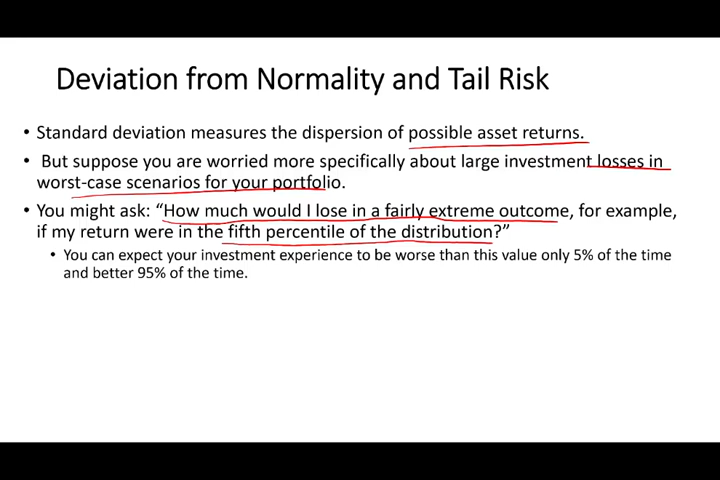 Deviation from Normality and Tail Risk
• Standard deviation measures the dispersion of possible asset returns.
• But suppose you are worried more specifically about large investment losses in
worst-case scenarios for your portfolio.
• You might ask: “How much would I lose in a fairly extreme outcome, for example,
if my return were in the fifth percentile of the distribution?”
• You can expect your investment experience to be worse than this value only 5% of the time
and better 95% of the time.